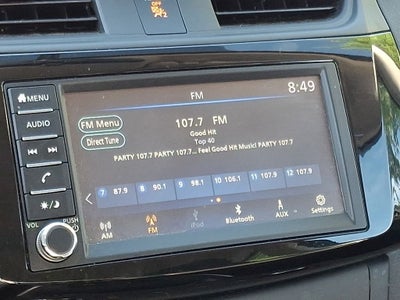 OFF
2
FM
8:49
MENU
FM Menu
107.7 FM
AUDIO
Good Hit
Direct Tune
Top 40
PARTY 107.7 PARTY 107.7... Feel Good Hit Music! PARTY 107.7
7 87.9 8 90.1 9 98.1 10 106.1 11 107.9 12 107.9
VOL PUSH
AM FM iPod Bluetooth AUX Settings